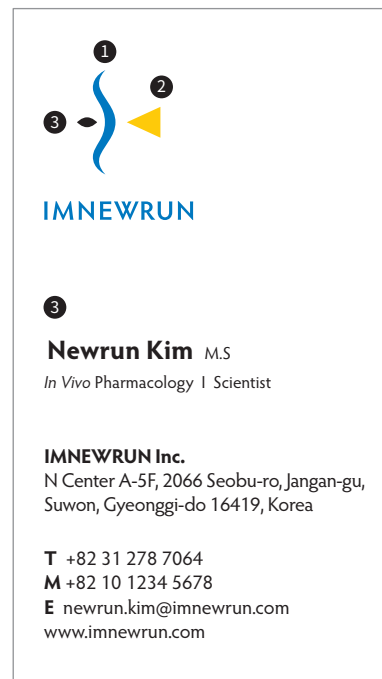 1
2
3
IMNEWRUN
3
Newrun Kim M.S
In Vivo Pharmacology I Scientist
IMNEWRUN Inc.
N Center A-5F, 2066 Seobu-ro, Jangan-gu,
Suwon, Gyeonggi-do 16419, Korea
T +82 31 278 7064
M +82 10 1234 5678
E newrun.kim@imnewrun.com
www.imnewrun.com